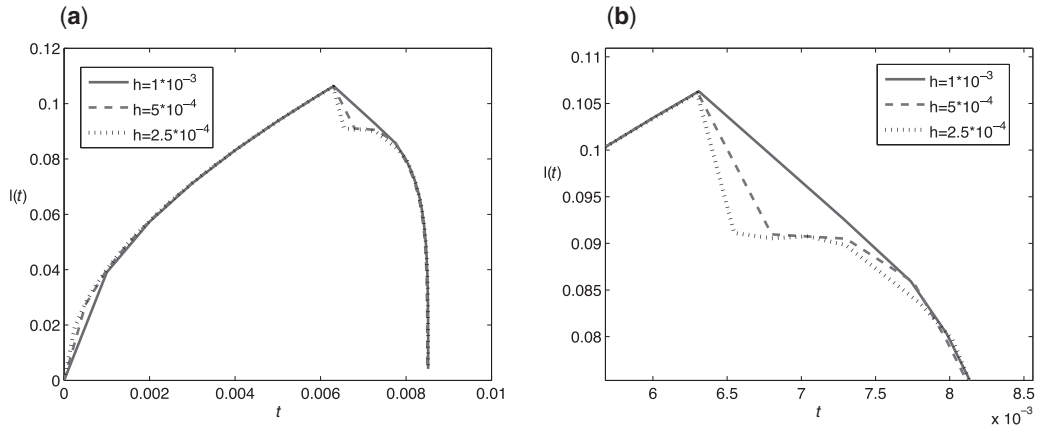 (a)
0.12
0.1
0.08
0.06
0.04
0.02
0
l(t)
h=1*10⁻³
h=5*10⁻⁴
h=2.5*10⁻⁴
0 0.002 0.004 0.006 0.008 0.01
t
(b)
0.11
0.105
0.1
0.095
0.09
0.085
0.08
l(t)
h=1*10⁻³
h=5*10⁻⁴
h=2.5*10⁻⁴
6 6.5 7 7.5 8 8.5
t
x 10⁻³